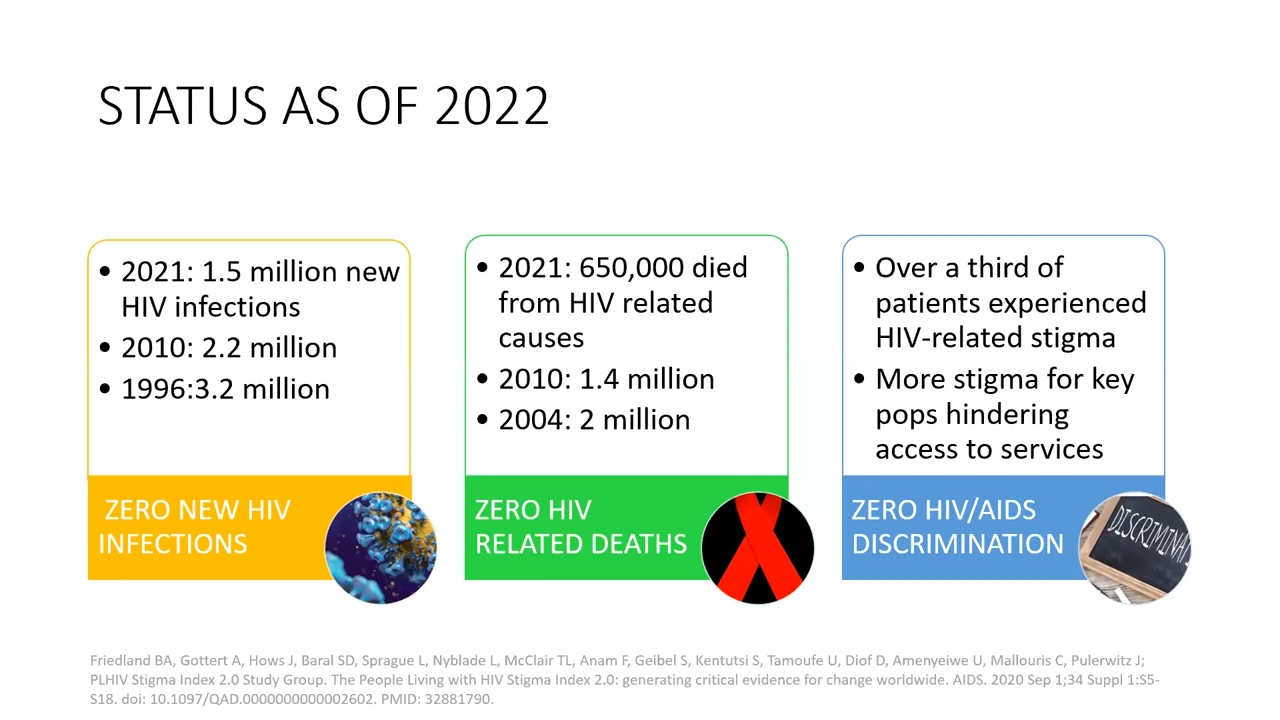 STATUS AS OF 2022
• 2021: 1.5 million new
HIV infections
• 2010: 2.2 million
• 1996:3.2 million
ZERO NEW HIV
INFECTIONS
• 2021: 650,000 died
from HIV related
causes
• 2010: 1.4 million
• 2004: 2 million
ZERO HIV
RELATED DEATHS
• Over a third of
patients experienced
HIV-related stigma
• More stigma for key
pops hindering
access to services
ZERO HIV/AIDS
DISCRIMINATION
Friedland BA, Gottert A, Hows J, Baral SD, Sprague L, Nyblade L, McClair TL, Anam F, Geibel S, Kentutsi S, Tamoufe U, Diof D, Amenyeiwe U, Mallouris C, Pulerwitz J;
PLHIV Stigma Index 2.0 Study Group. The People Living with HIV Stigma Index 2.0: generating critical evidence for change worldwide. AIDS. 2020 Sep 1;34 Suppl 1:S5-
S18. doi: 10.1097/QAD.0000000000002602. PMID: 32881790.